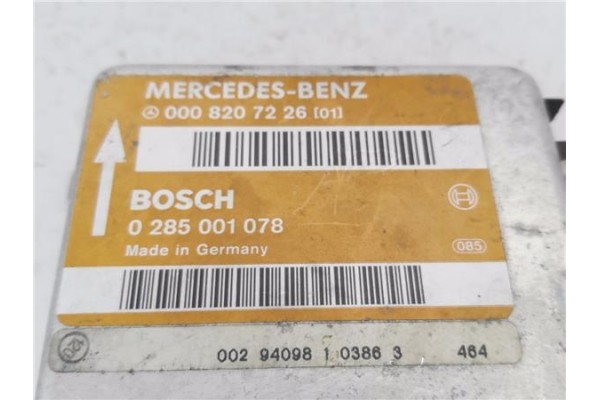 MERCEDES-BENZ
000 820 72 26 [01]
BOSCH
0 285 001 078
Made in Germany
085
002 94098 1 0386 3 464